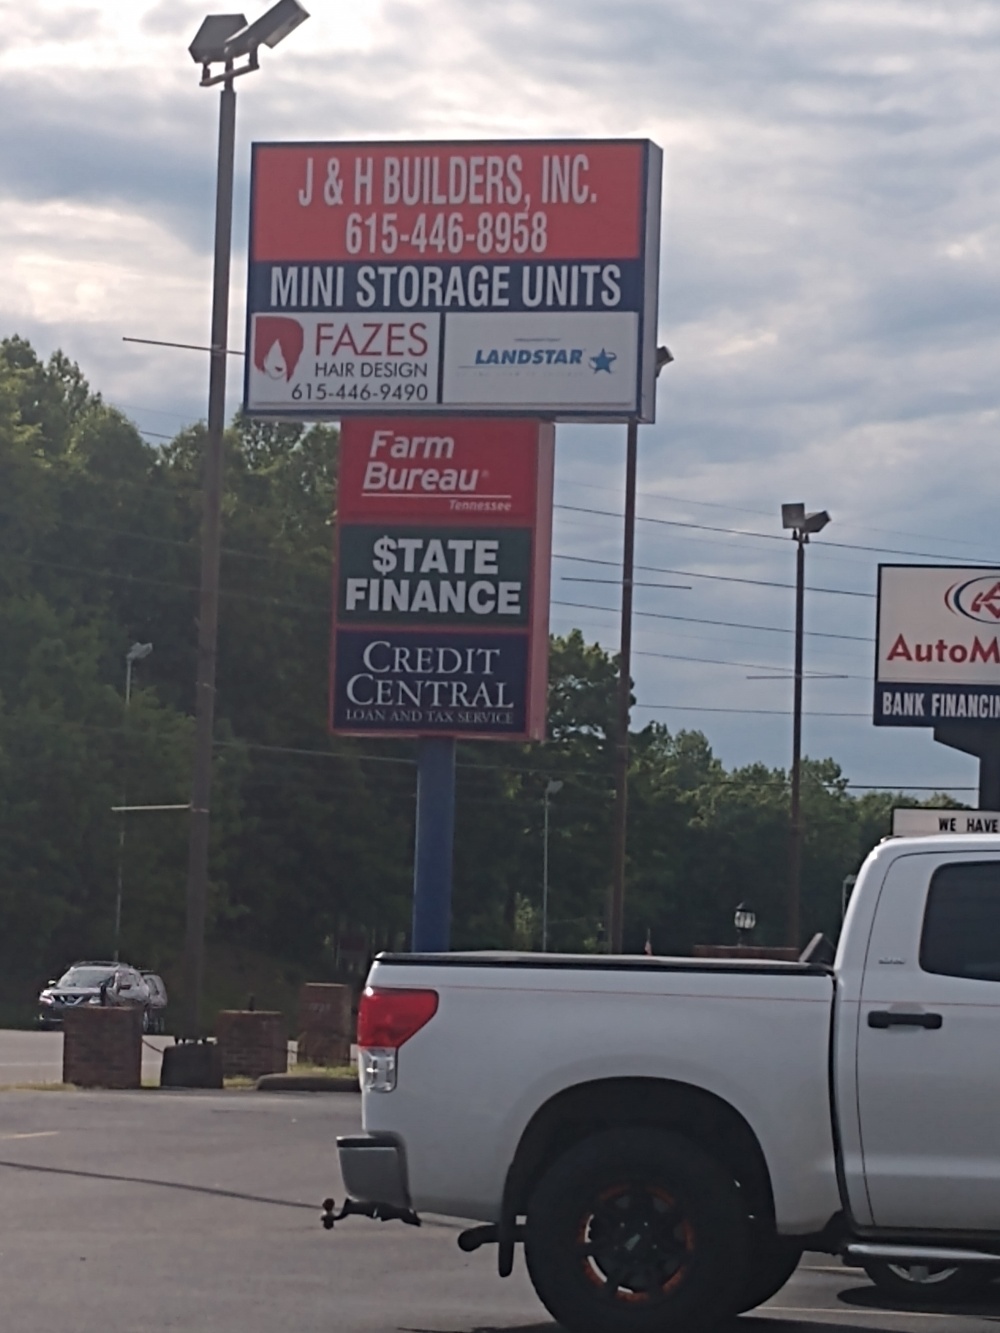 J & H BUILDERS, INC.
615-446-8958
MINI STORAGE UNITS
FAZES
HAIR DESIGN
615-446-9490
LANDSTAR
Farm
Bureau
Tennessee
$TATE
FINANCE
CREDIT
CENTRAL
LOAN AND TAX SERVICE
AutoM
BANK FINANCIN
WE HAVE